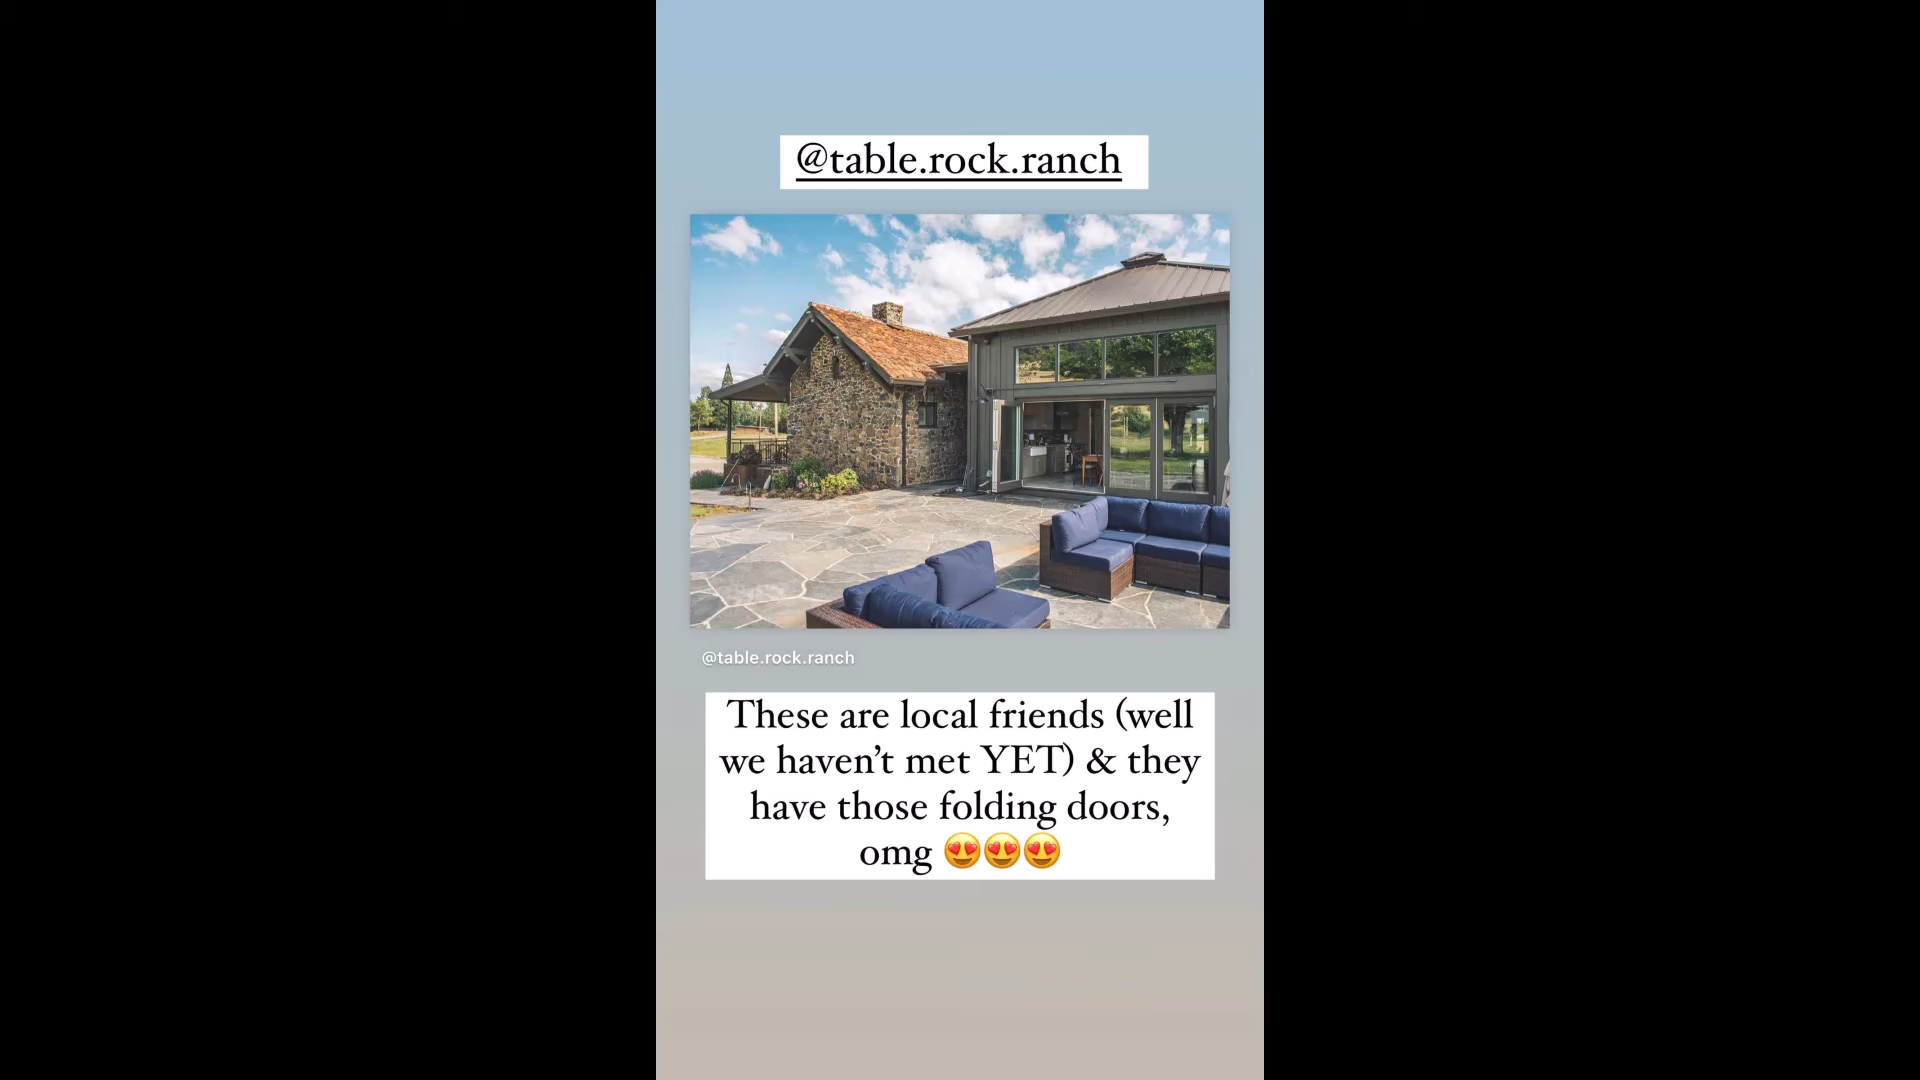 @table.rock.ranch
@table.rock.ranch
These are local friends (well
we haven’t met YET) & they
have those folding doors,
omg 😍😍😍